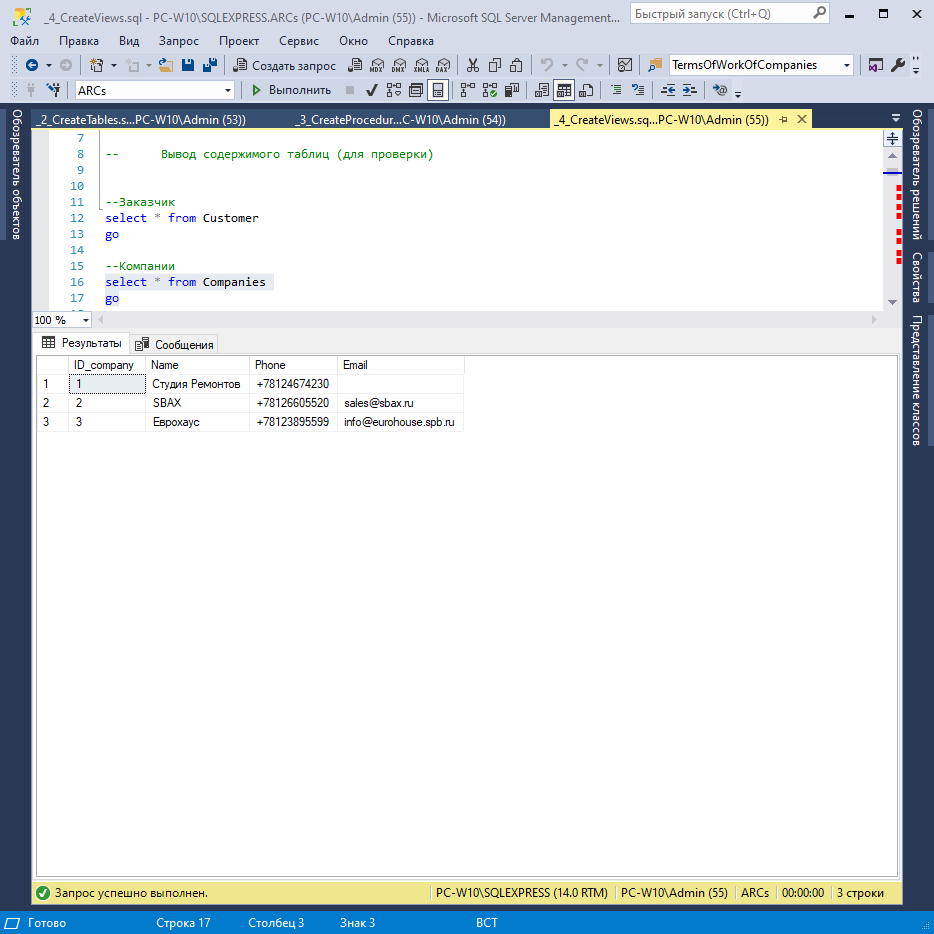 _4_CreateViews.sql - PC-W10\SQLEXPRESS.ARCs (PC-W10\Admin (55)) - Microsoft SQL Server Management...
Быстрый запуск (Ctrl+Q)
Файл Правка Вид Запрос Проект Сервис Окно Справка
Создать запрос MDX DMX XMLA DAX TermsOfWorkOfCompanies
ARCs Выполнить
Обозреватель объектов
_2_CreateTables.s...PC-W10\Admin (53)) _3_CreateProcedur...C-W10\Admin (54)) _4_CreateViews.sq...PC-W10\Admin (55))
7
8 -- Вывод содержимого таблиц (для проверки)
9
10
11 --Заказчик
12 select * from Customer
13 go
14
15 --Компании
16 select * from Companies
17 go
100 %
Результаты Сообщения
ID_company Name Phone Email
1 1 Студия Ремонтов +78124674230
2 2 SBAX +78126605520 sales@sbax.ru
3 3 Еврохаус +78123895599 info@eurohouse.spb.ru
Обозреватель решений
Свойства
Представление классов
Запрос успешно выполнен. PC-W10\SQLEXPRESS (14.0 RTM) PC-W10\Admin (55) ARCs 00:00:00 3 строки
Готово Строка 17 Столбец 3 Знак 3 ВСТ